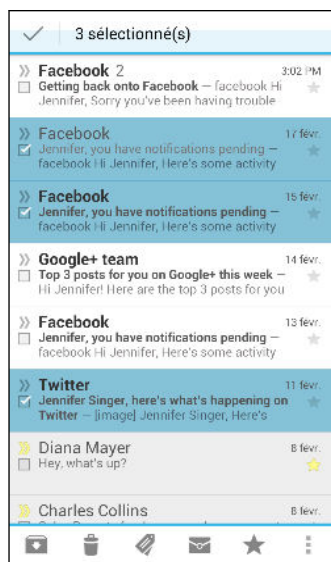 3 sélectionné(s)
Facebook 2 3:02 PM
Getting back onto Facebook – facebook Hi
Jennifer, Sorry you've been having trouble
Facebook 17 févr.
Jennifer, you have notifications pending –
facebook Hi Jennifer, Here's some activity
Facebook 15 févr.
Jennifer, you have notifications pending –
facebook Hi Jennifer, Here's some activity
Google+ team 14 févr.
Top 3 posts for you on Google+ this week –
Hi Jennifer! Here are the top 3 posts for you
Facebook 13 févr.
Jennifer, you have notifications pending –
facebook Hi Jennifer, Here's some activity
Twitter 11 févr.
Jennifer Singer, here's what's happening on
Twitter – [image] Jennifer Singer, Here's
Diana Mayer 8 févr.
Hey, what's up?
Charles Collins 8 févr.